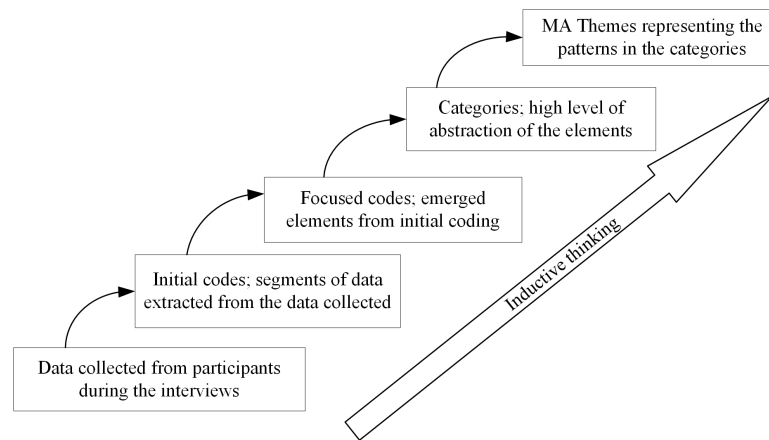 MA Themes representing the
patterns in the categories
Categories; high level of
abstraction of the elements
Focused codes; emerged
elements from initial coding
Initial codes; segments of data
extracted from the data collected
Data collected from participants
during the interviews
Inductive thinking